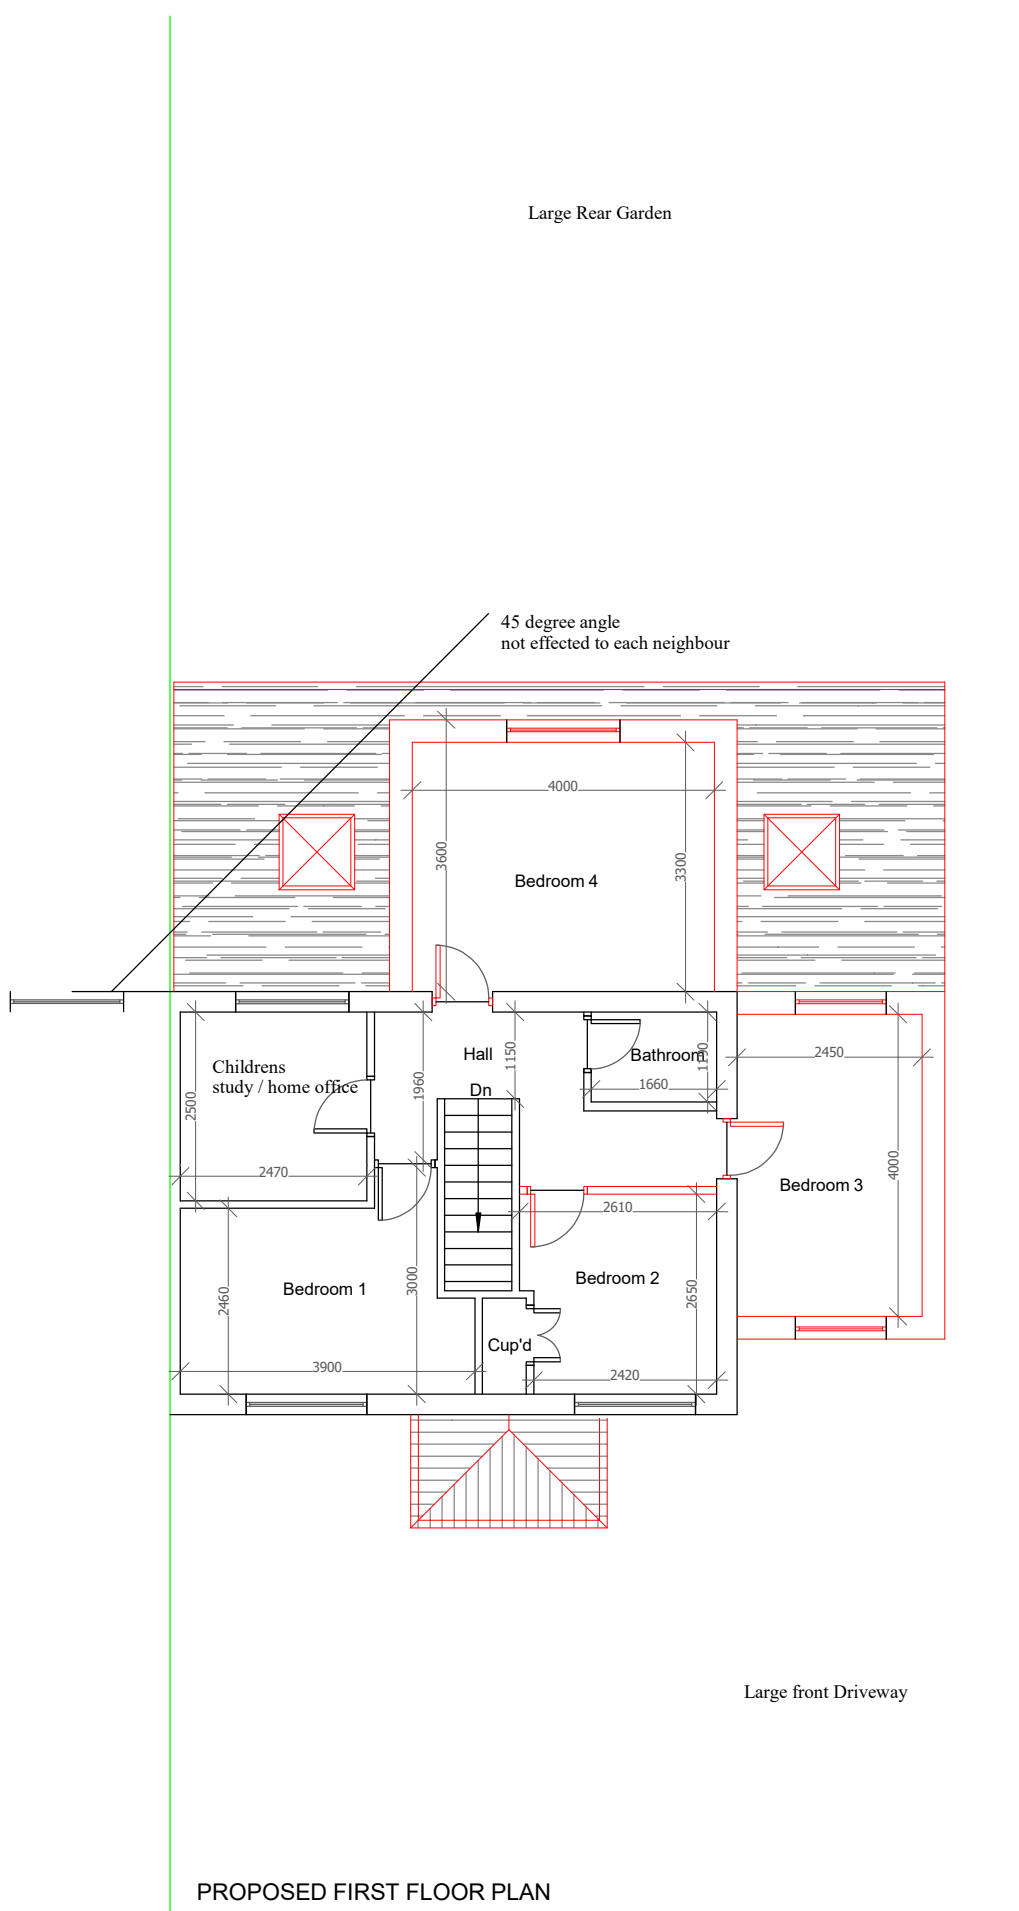 Large Rear Garden
45 degree angle
not effected to each neighbour
4000
3600
3300
Bedroom 4
Hall
1150
Bathroom
1190
2450
Childrens
study / home office
1960
Dn
1660
2500
2470
4000
Bedroom 3
2610
Bedroom 2
Bedroom 1
3000
2460
2650
Cup'd
3900
2420
Large front Driveway
PROPOSED FIRST FLOOR PLAN